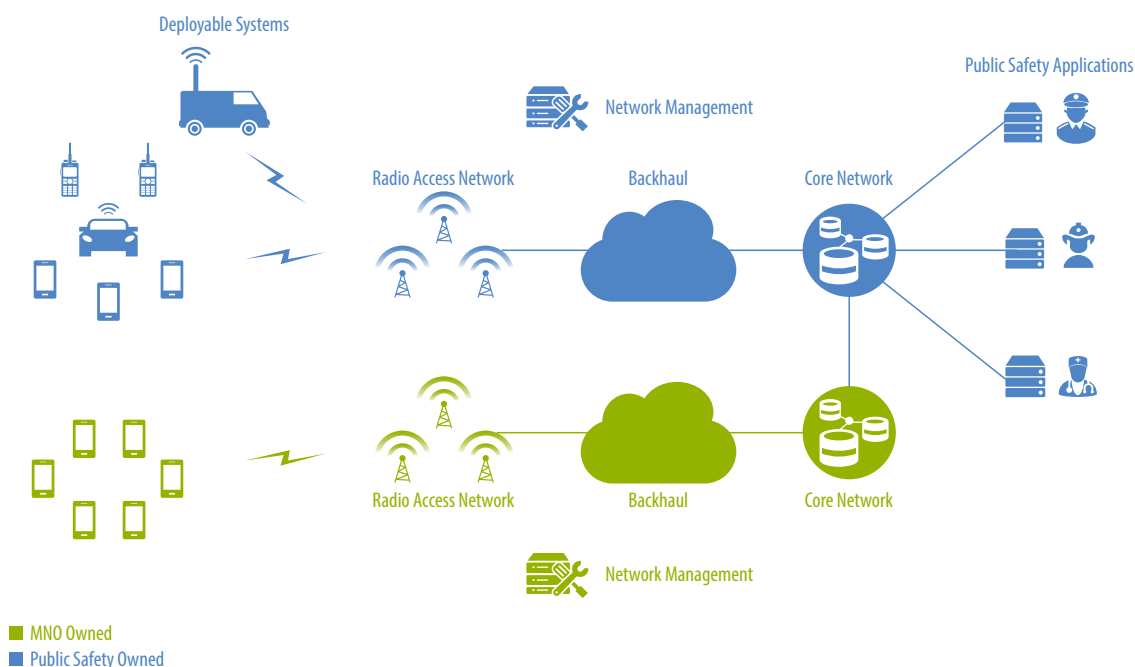 Deployable Systems
Public Safety Applications
Network Management
Radio Access Network
Backhaul
Core Network
Radio Access Network
Backhaul
Core Network
Network Management
MNO Owned
Public Safety Owned